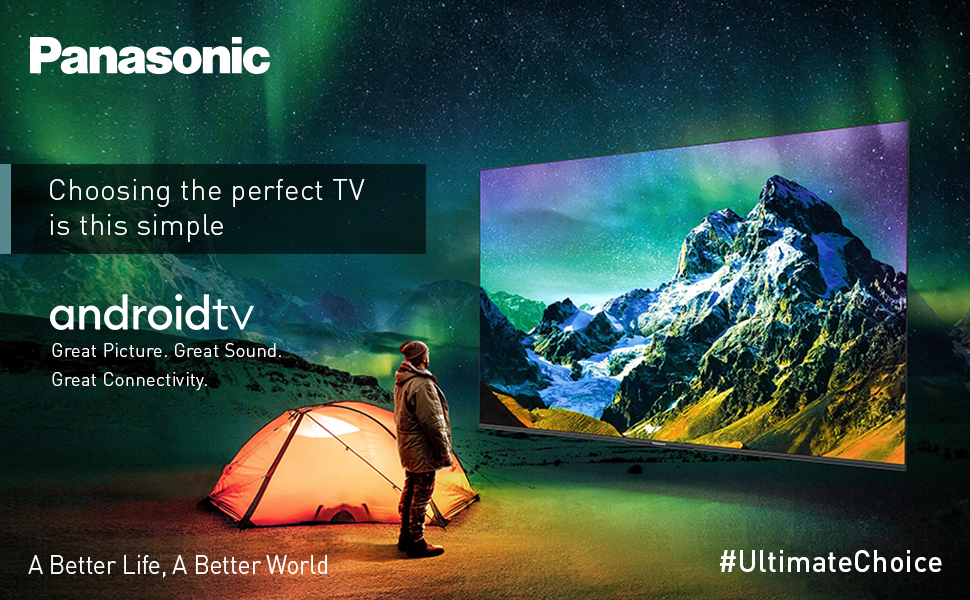 Panasonic
Choosing the perfect TV
is this simple
androidtv
Great Picture. Great Sound.
Great Connectivity.
A Better Life, A Better World
#UltimateChoice